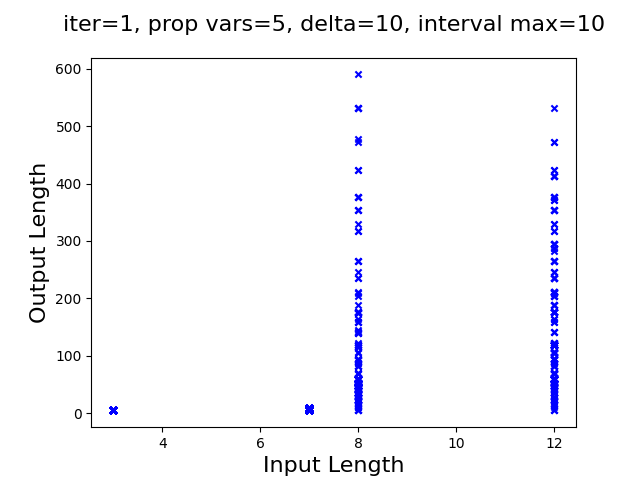 iter=1, prop vars=5, delta=10, interval max=10
600
500
400
300
200
100
0
Output Length
4 6 8 10 12
Input Length